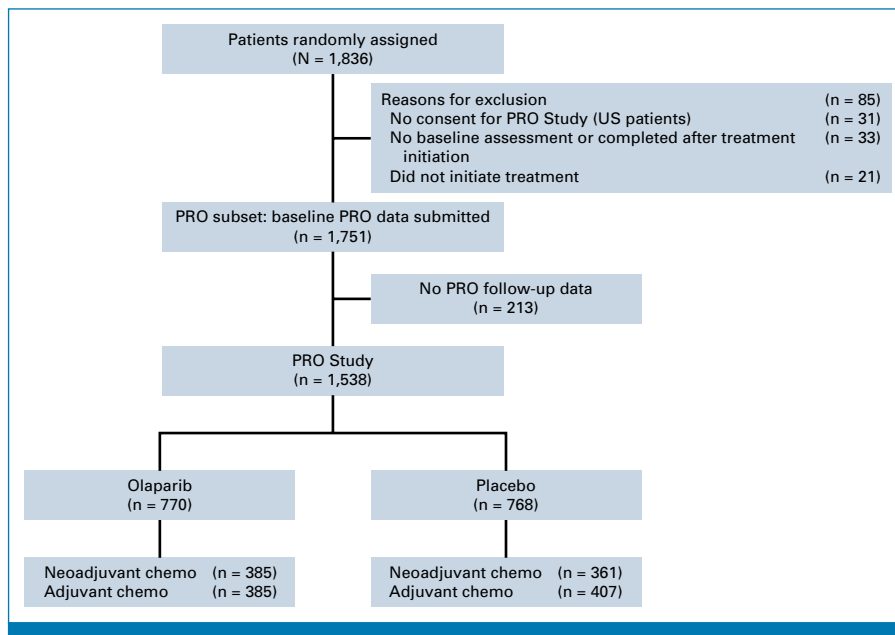 Patients randomly assigned
(N = 1,836)
Reasons for exclusion (n = 85)
No consent for PRO Study (US patients) (n = 31)
No baseline assessment or completed after treatment (n = 33)
initiation
Did not initiate treatment (n = 21)
PRO subset: baseline PRO data submitted
(n = 1,751)
No PRO follow-up data
(n = 213)
PRO Study
(n = 1,538)
Olaparib
(n = 770)
Placebo
(n = 768)
Neoadjuvant chemo (n = 385)
Adjuvant chemo (n = 385)
Neoadjuvant chemo (n = 361)
Adjuvant chemo (n = 407)